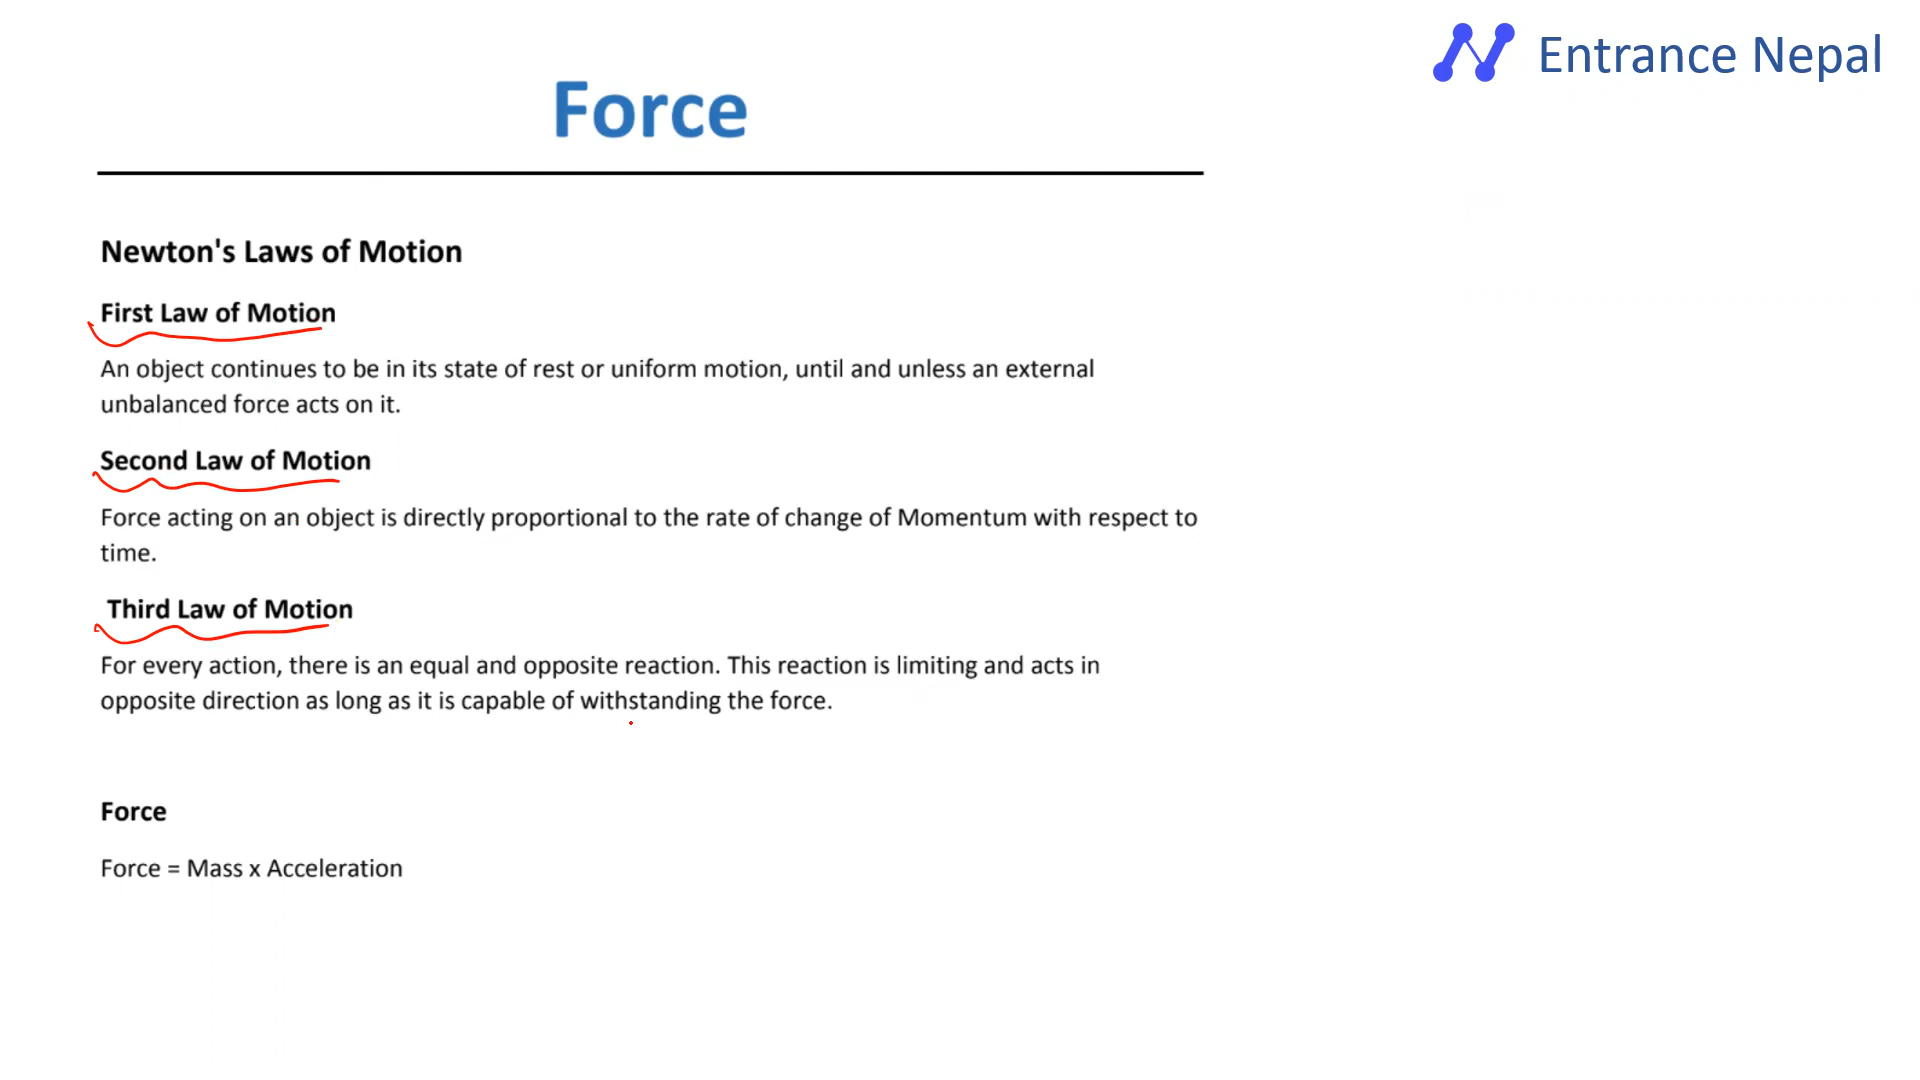 Entrance Nepal
Force
Newton's Laws of Motion
First Law of Motion
An object continues to be in its state of rest or uniform motion, until and unless an external
unbalanced force acts on it.
Second Law of Motion
Force acting on an object is directly proportional to the rate of change of Momentum with respect to
time.
Third Law of Motion
For every action, there is an equal and opposite reaction. This reaction is limiting and acts in
opposite direction as long as it is capable of withstanding the force.
Force
Force = Mass x Acceleration